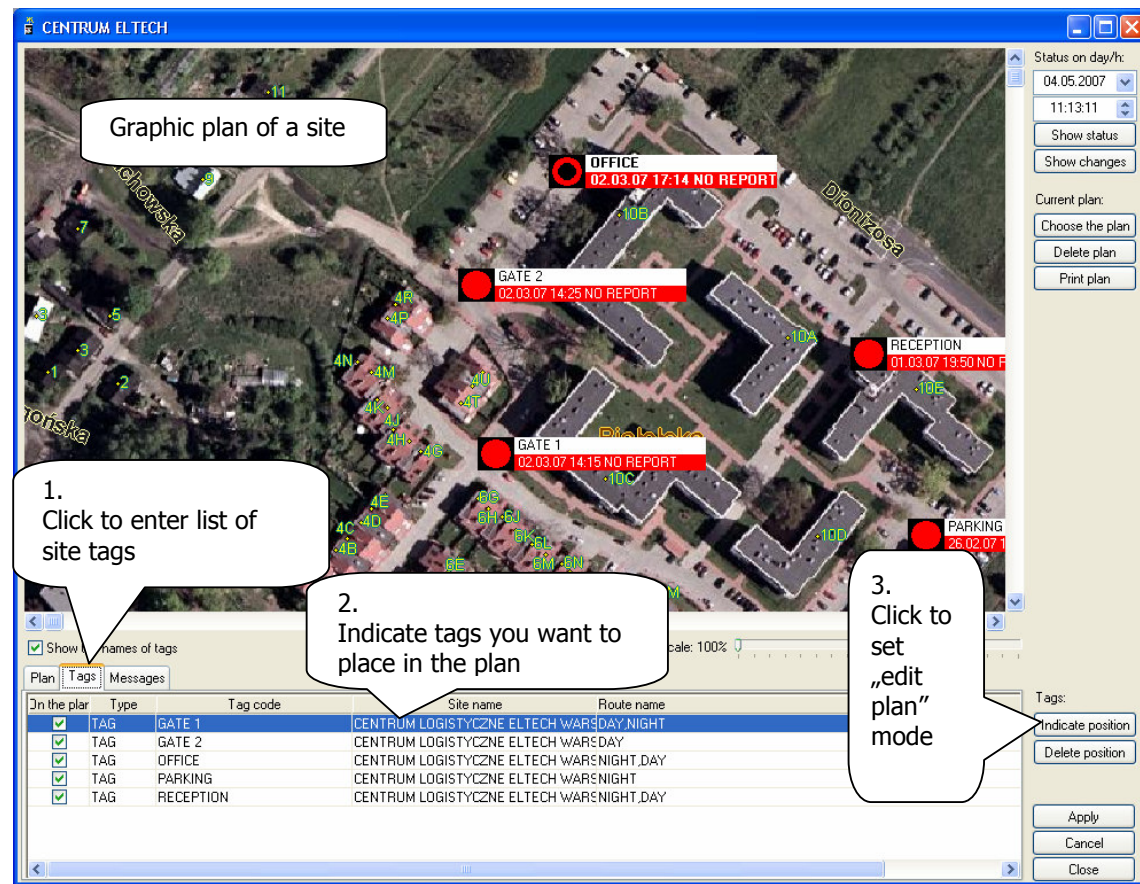 CENTRUM ELTECH
Status on day/h:
04.05.2007
11:13:11
Show status
Show changes
Current plan:
Choose the plan
Delete plan
Print plan
11
Graphic plan of a site
9
7
OFFICE
02.03.07 17:14 NO REPORT
Dionizosa
10B
GATE 2
02.03.07 14:25 NO REPORT
4R
4P
5
3
1
2
4N
4M
4U
4T
4K
4J
4H
4G
10A
RECEPTION
01.03.07 19:50 NO R
10E
GATE 1
02.03.07 14:15 NO REPORT
10C
10D
PARKING
26.02.07 1
4E
4D
4C
4B
6G
6H
6J
6K
6L
6M
6N
6E
1.
Click to enter list of
site tags
2.
Indicate tags you want to
place in the plan
3.
Click to
set
„edit
plan”
mode
Show names of tags
cale: 100%
Plan
Tags
Messages
On the plan
Type
Tag code
Site name
Route name
TAG GATE 1 CENTRUM LOGISTYCZNE ELTECH WARS DAY,NIGHT
TAG GATE 2 CENTRUM LOGISTYCZNE ELTECH WARS DAY
TAG OFFICE CENTRUM LOGISTYCZNE ELTECH WARS NIGHT,DAY
TAG PARKING CENTRUM LOGISTYCZNE ELTECH WARS NIGHT
TAG RECEPTION CENTRUM LOGISTYCZNE ELTECH WARS NIGHT,DAY
Tags:
Indicate position
Delete position
Apply
Cancel
Close